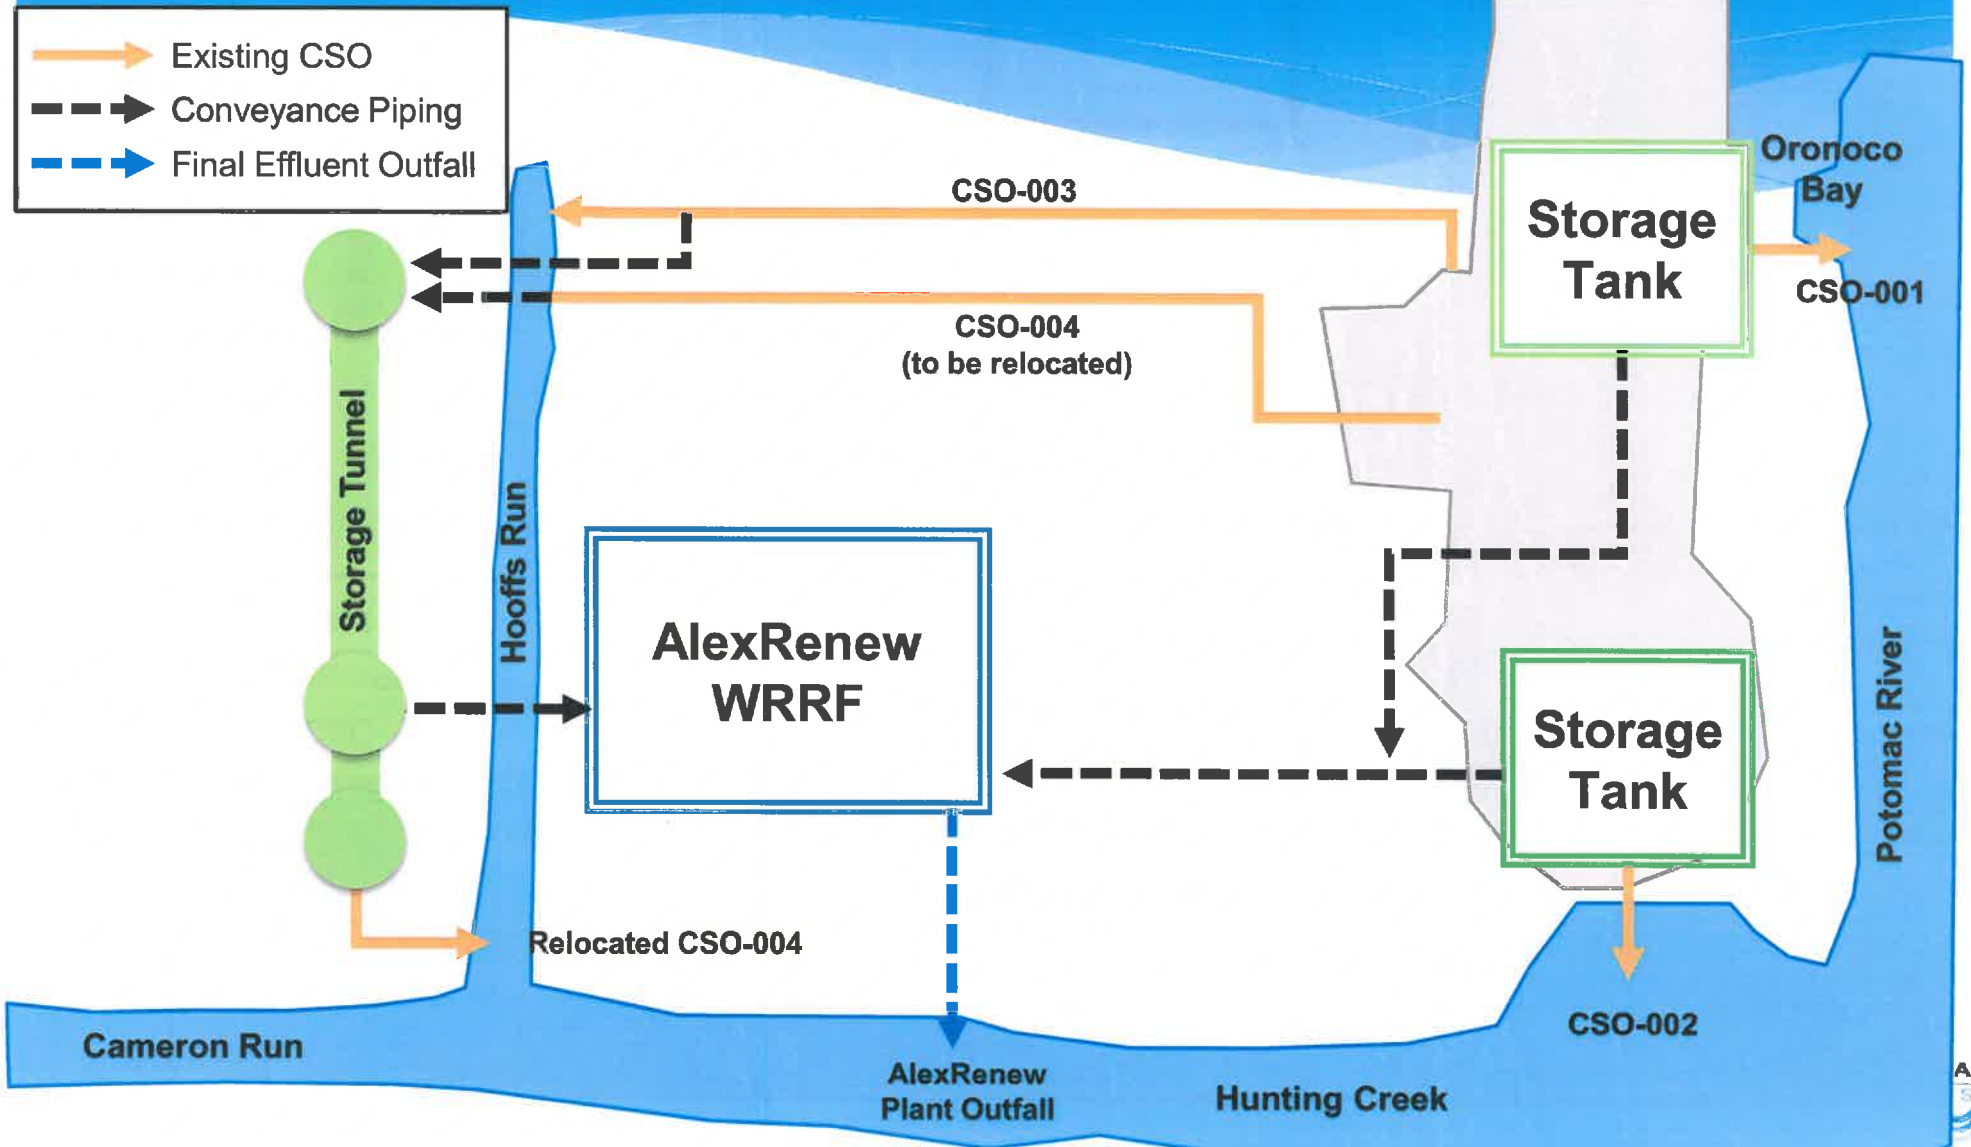 Existing CSO
Conveyance Piping
Final Effluent Outfall
Oronoco
Bay
CSO-003
Storage
Tank
CSO-001
CSO-004
(to be relocated)
Storage Tunnel
Hooffs Run
AlexRenew
WRRF
Storage
Tank
Potomac River
Relocated CSO-004
CSO-002
Cameron Run
AlexRenew
Plant Outfall
Hunting Creek
A
S